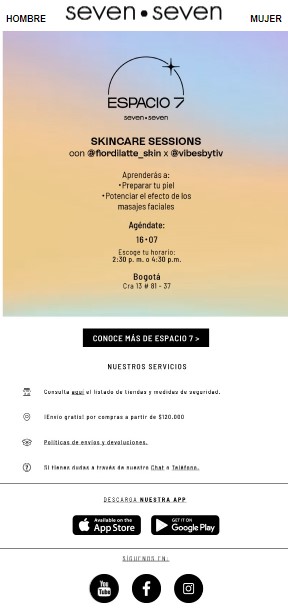 HOMBRE
seven•seven
MUJER
ESPACIO 7
seven•seven
SKINCARE SESSIONS
con @fiordilatte_skin x @vibesbytiv
Aprenderás a:
•Preparar tu piel
•Potenciar el efecto de los
masajes faciales
Agéndate:
16•07
Escoge tu horario:
2:30 p. m. o 4:30 p.m.
Bogotá
Cra 13 # 81 - 37
CONOCE MÁS DE ESPACIO 7 >
NUESTROS SERVICIOS
Consulta aquí el listado de tiendas y medidas de seguridad.
!Envío gratis! por compras a partir de $120.000
Políticas de envíos y devoluciones.
Si tienes dudas a través de nuestro Chat o Teléfono.
DESCARGA NUESTRA APP
Available on the
App Store
GET IT ON
Google Play
SÍGUENOS EN:
You
Tube